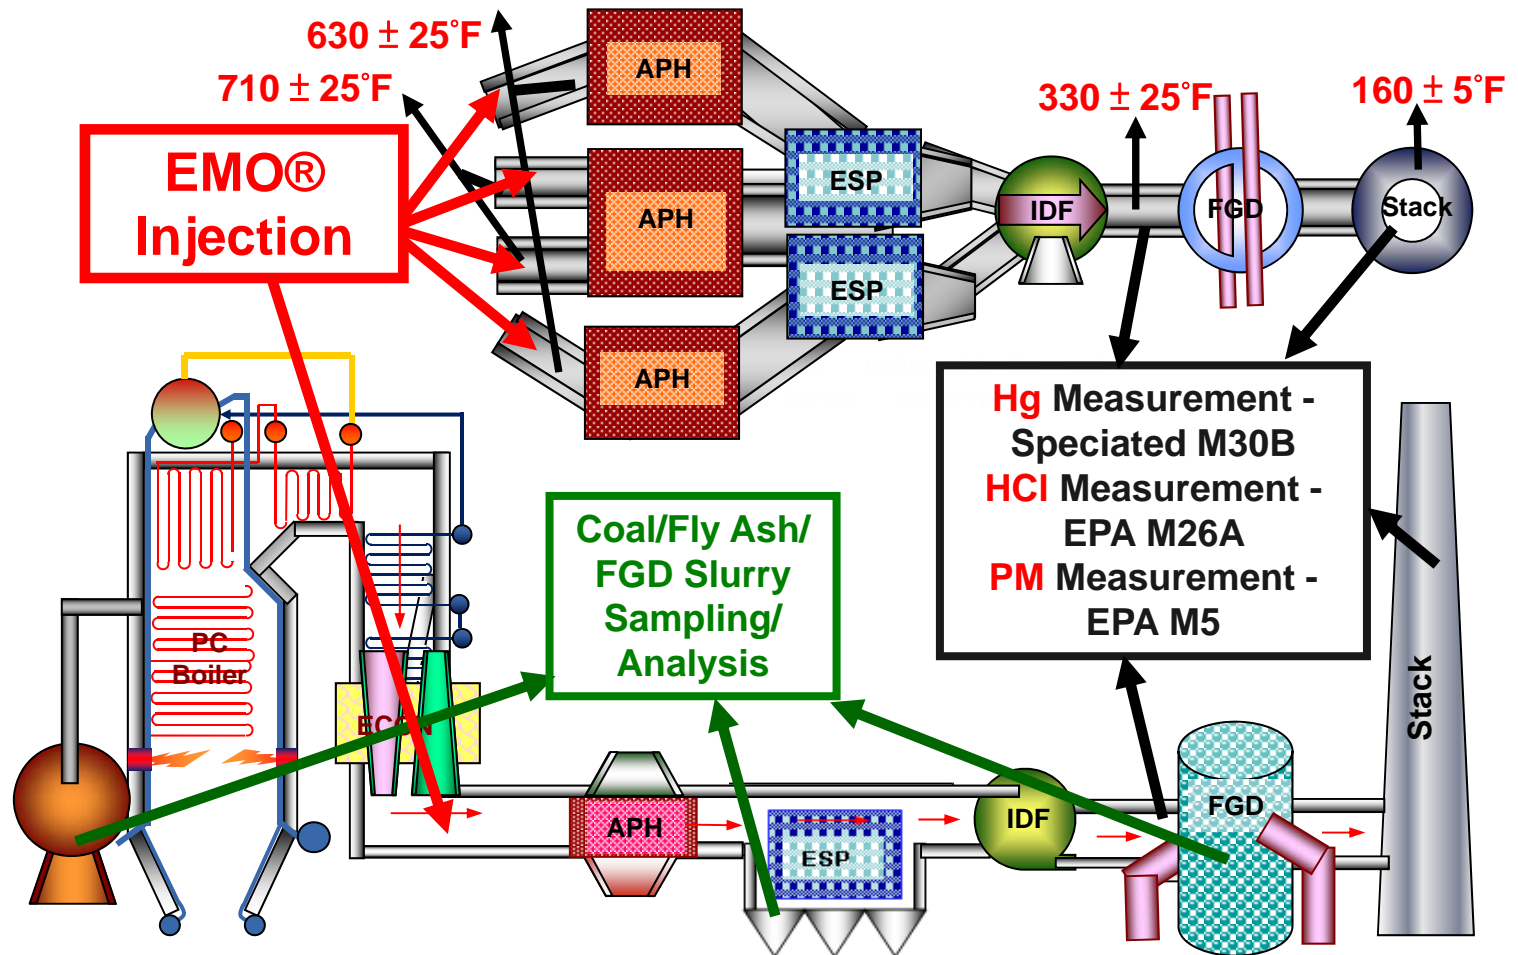 630 ± 25°F
710 ± 25°F
330 ± 25°F
160 ± 5°F
APH
EMO®
Injection
ESP
APH
IDF
FGD
Stack
ESP
APH
Hg Measurement -
Speciated M30B
HCl Measurement -
EPA M26A
PM Measurement -
EPA M5
Coal/Fly Ash/
FGD Slurry
Sampling/
Analysis
PC
Boiler
ECON
Stack
APH
ESP
IDF
FGD